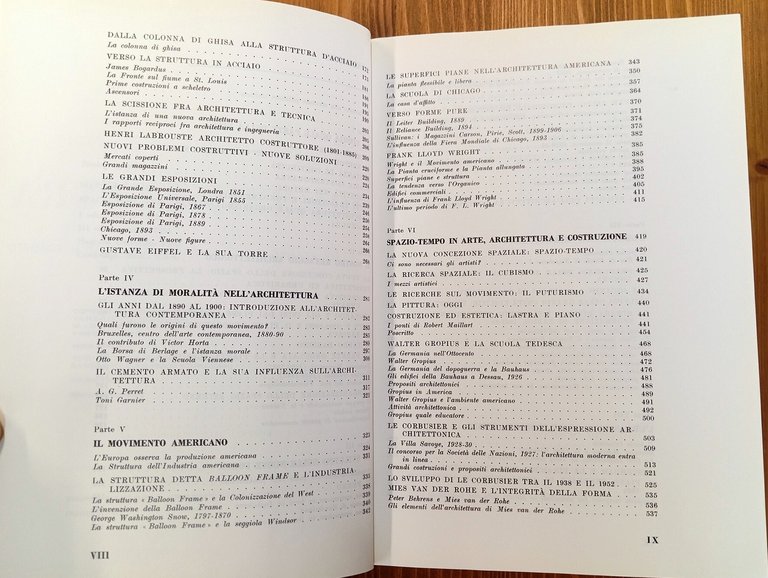 DALLA COLONNA DI GHISA ALLA STRUTTURA D'ACCIAIO
La colonna di ghisa
VERSO LA STRUTTURA IN ACCIAIO
James Bogardus
La Fronte sul fiume a St. Louis
Prime costruzioni a scheletro
Ascensori
LA SCISSIONE FRA ARCHITETTURA E TECNICA
L'istanza di una nuova architettura
I rapporti reciproci fra architettura e ingegneria
HENRI LABROUSTE ARCHITETTO COSTRUTTORE (1801-1885)
NUOVI PROBLEMI COSTRUTTIVI - NUOVE SOLUZIONI
Mercati coperti
Grandi magazzini
LE GRANDI ESPOSIZIONI
La Grande Esposizione, Londra 1851
L'Esposizione Universale, Parigi 1855
Esposizione di Parigi, 1867
Esposizione di Parigi, 1878
Esposizione di Parigi, 1889
Chicago, 1893
Nuove forme - Nuove figure
GUSTAVE EIFFEL E LA SUA TORRE
Parte IV
L'ISTANZA DI MORALITÀ NELL'ARCHITETTURA
GLI ANNI DAL 1890 AL 1900: INTRODUZIONE ALL'ARCHITET-
TURA CONTEMPORANEA
Quali furono le origini di questo movimento?
Bruxelles, centro dell'arte contemporanea, 1880-90
Il contributo di Victor Horta
La Borsa di Berlage e l'istanza morale
Otto Wagner e la Scuola Viennese
IL CEMENTO ARMATO E LA SUA INFLUENZA SULL'ARCHI-
TETTURA 311
A. G. Perret 317
Toni Garnier 321
Parte V
IL MOVIMENTO AMERICANO 323
L'Europa osserva la produzione americana
La Struttura dell'Industria americana
LA STRUTTURA DETTA BALLOON FRAME E L'INDUSTRIA-
LIZZAZIONE
La struttura « Balloon Frame » e la Colonizzazione del West
L'invenzione della Balloon Frame
George Washington Snow, 1797-1870
La struttura « Balloon Frame » e la seggiola Windsor
VIII
LE SUPERFICI PIANE NELL'ARCHITETTURA AMERICANA 343
La pianta flessibile e libera 350
LA SCUOLA DI CHICAGO 357
La casa d'affitto 364
VERSO FORME PURE 370
Il Leiter Building, 1889 371
Il Reliance Building, 1894 374
Sullivan: i Magazzini Carson, Pirie, Scott, 1899-1906 375
L'influenza della Fiera Mondiale di Chicago, 1893 382
FRANK LLOYD WRIGHT 385
Wright e il Movimento americano 385
La Pianta cruciforme e la Pianta allungata 388
Superfici piane e struttura 395
La tendenza verso l'Organico 402
Edifici commerciali 405
L'influenza di Frank Lloyd Wright 411
L'ultimo periodo di F. L. Wright 415
Parte VI
SPAZIO-TEMPO IN ARTE, ARCHITETTURA E COSTRUZIONE 419
LA NUOVA CONCEZIONE SPAZIALE: SPAZIO-TEMPO 420
Ci sono necessari gli artisti? 421
LA RICERCA SPAZIALE: IL CUBISMO 425
I mezzi artistici 427
LE RICERCHE SUL MOVIMENTO: IL FUTURISMO 434
LA PITTURA: OGGI 440
COSTRUZIONE ED ESTETICA: LASTRA E PIANO 441
I ponti di Robert Maillart 441
Poscritto 454
WALTER GROPIUS E LA SCUOLA TEDESCA 468
La Germania nell'Ottocento 468
Walter Gropius 472
La Germania del dopoguerra e la Bauhaus 476
Gli edifici della Bauhaus a Dessau, 1926 481
Propositi architettonici 488
Gropius in America 489
Walter Gropius e l'ambiente americano 491
Attività architettonica 492
Gropius quale educatore 500
LE CORBUSIER E GLI STRUMENTI DELL'ESPRESSIONE AR-
CHITETTONICA 503
La Villa Savoye, 1928-30 509
Il concorso per la Società delle Nazioni, 1927: l'architettura moderna entra
in linea 513
Grandi costruzioni e propositi architettonici 521
LO SVILUPPO DI LE CORBUSIER TRA IL 1938 E IL 1952 525
MIES VAN DER ROHE E L'INTEGRITÀ DELLA FORMA 535
Peter Behrens e Mies van der Rohe 535
Gli elementi dell'architettura di Mies van der Rohe 537
IX